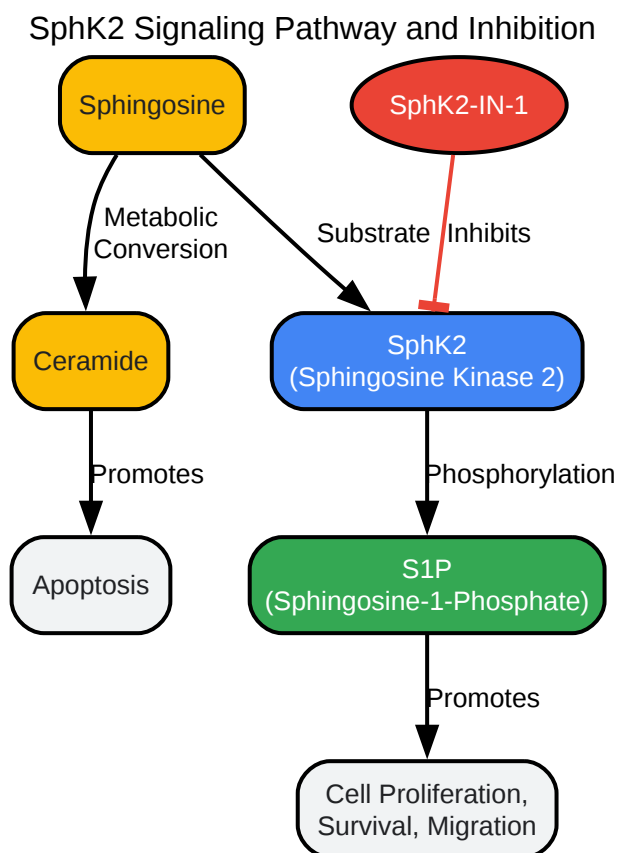 SphK2 Signaling Pathway and Inhibition
Sphingosine
SphK2-IN-1
Metabolic
Conversion
Substrate
Inhibits
Ceramide
SphK2
(Sphingosine Kinase 2)
Promotes
Phosphorylation
Apoptosis
S1P
(Sphingosine-1-Phosphate)
Promotes
Cell Proliferation,
Survival, Migration